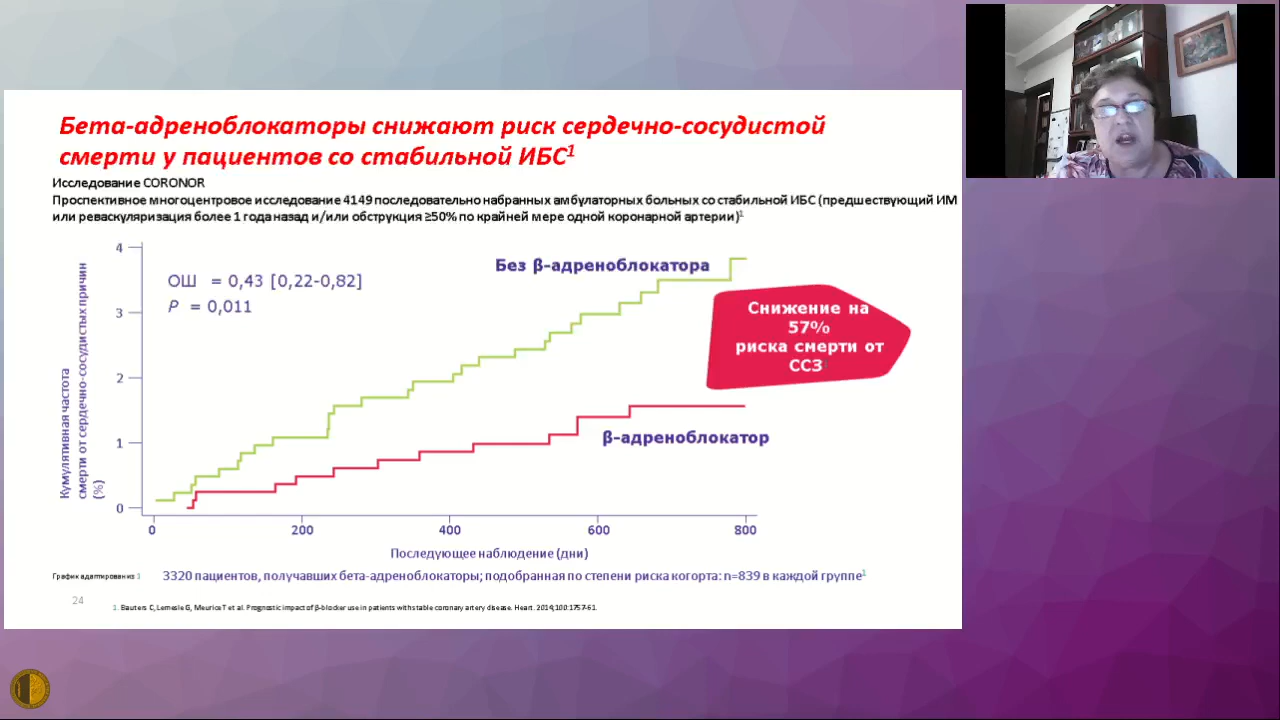 Бета-адреноблокаторы снижают риск сердечно-сосудистой
смерти у пациентов со стабильной ИБС1
Исследование CORONOR
Проспективное многоцентровое исследование 4149 последовательно набранных амбулаторных больных со стабильной ИБС (предшествующий ИМ
или реваскуляризация более 1 года назад и/или обструкция ≥50% по крайней мере одной коронарной артерии)1
Кумулятивная частота
смерти от сердечно-сосудистых причин
(%)
4
3
2
1
0
ОШ = 0,43 [0,22-0,82]
P = 0,011
Без β-адреноблокатора
Снижение на
57%
риска смерти от
ССЗ
β-адреноблокатор
0 200 400 600 800
Последующее наблюдение (дни)
График адаптирован из 1
3320 пациентов, получавших бета-адреноблокаторы; подобранная по степени риска когорта: n=839 в каждой группе1
24
1. Bauters C, Lemesle G, Meurice T et al. Prognostic impact of β-blocker use in patients with stable coronary artery disease. Heart. 2014;100:1757-61.